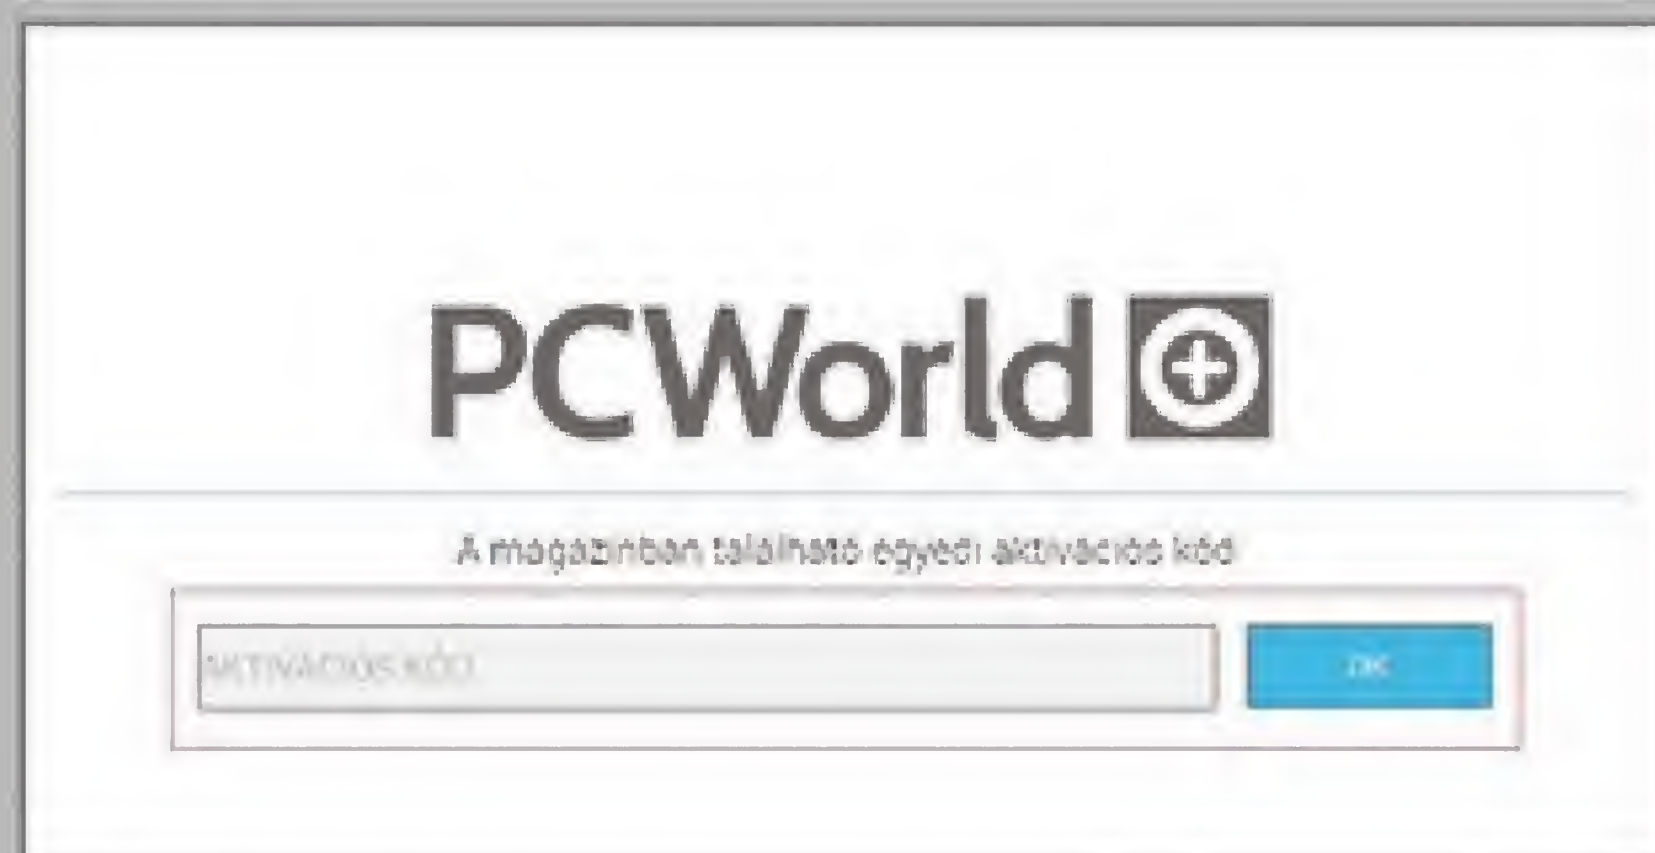 PCWorld
A magazinban található egyedi aktivációs kód
AKTIVÁCIÓS KÓD
OK